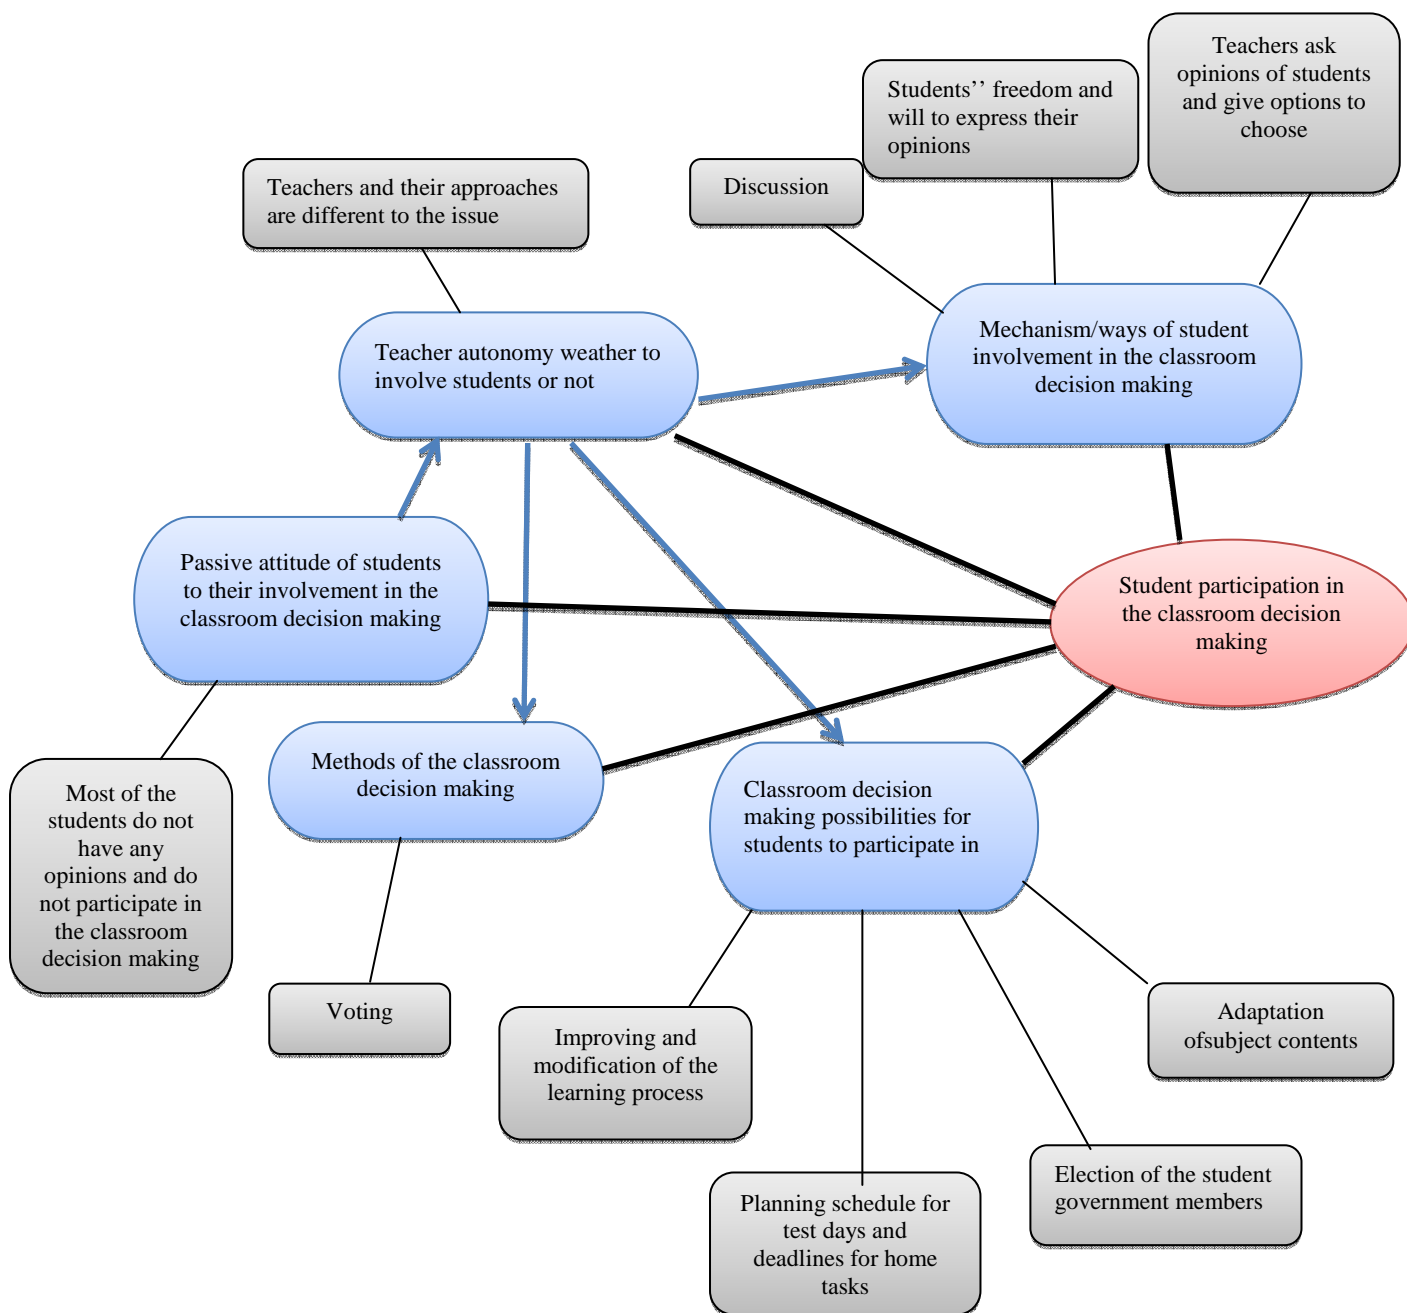 Teachers ask
opinions of students
and give options to
choose
Students’’ freedom and
will to express their
opinions
Discussion
Teachers and their approaches
are different to the issue
Mechanism/ways of student
involvement in the classroom
decision making
Teacher autonomy weather to
involve students or not
Passive attitude of students
to their involvement in the
classroom decision making
Student participation in
the classroom decision
making
Methods of the classroom
decision making
Classroom decision
making possibilities for
students to participate in
Most of the
students do not
have any
opinions and do
not participate in
the classroom
decision making
Voting
Improving and
modification of the
learning process
Adaptation
ofsubject contents
Planning schedule for
test days and
deadlines for home
tasks
Election of the student
government members